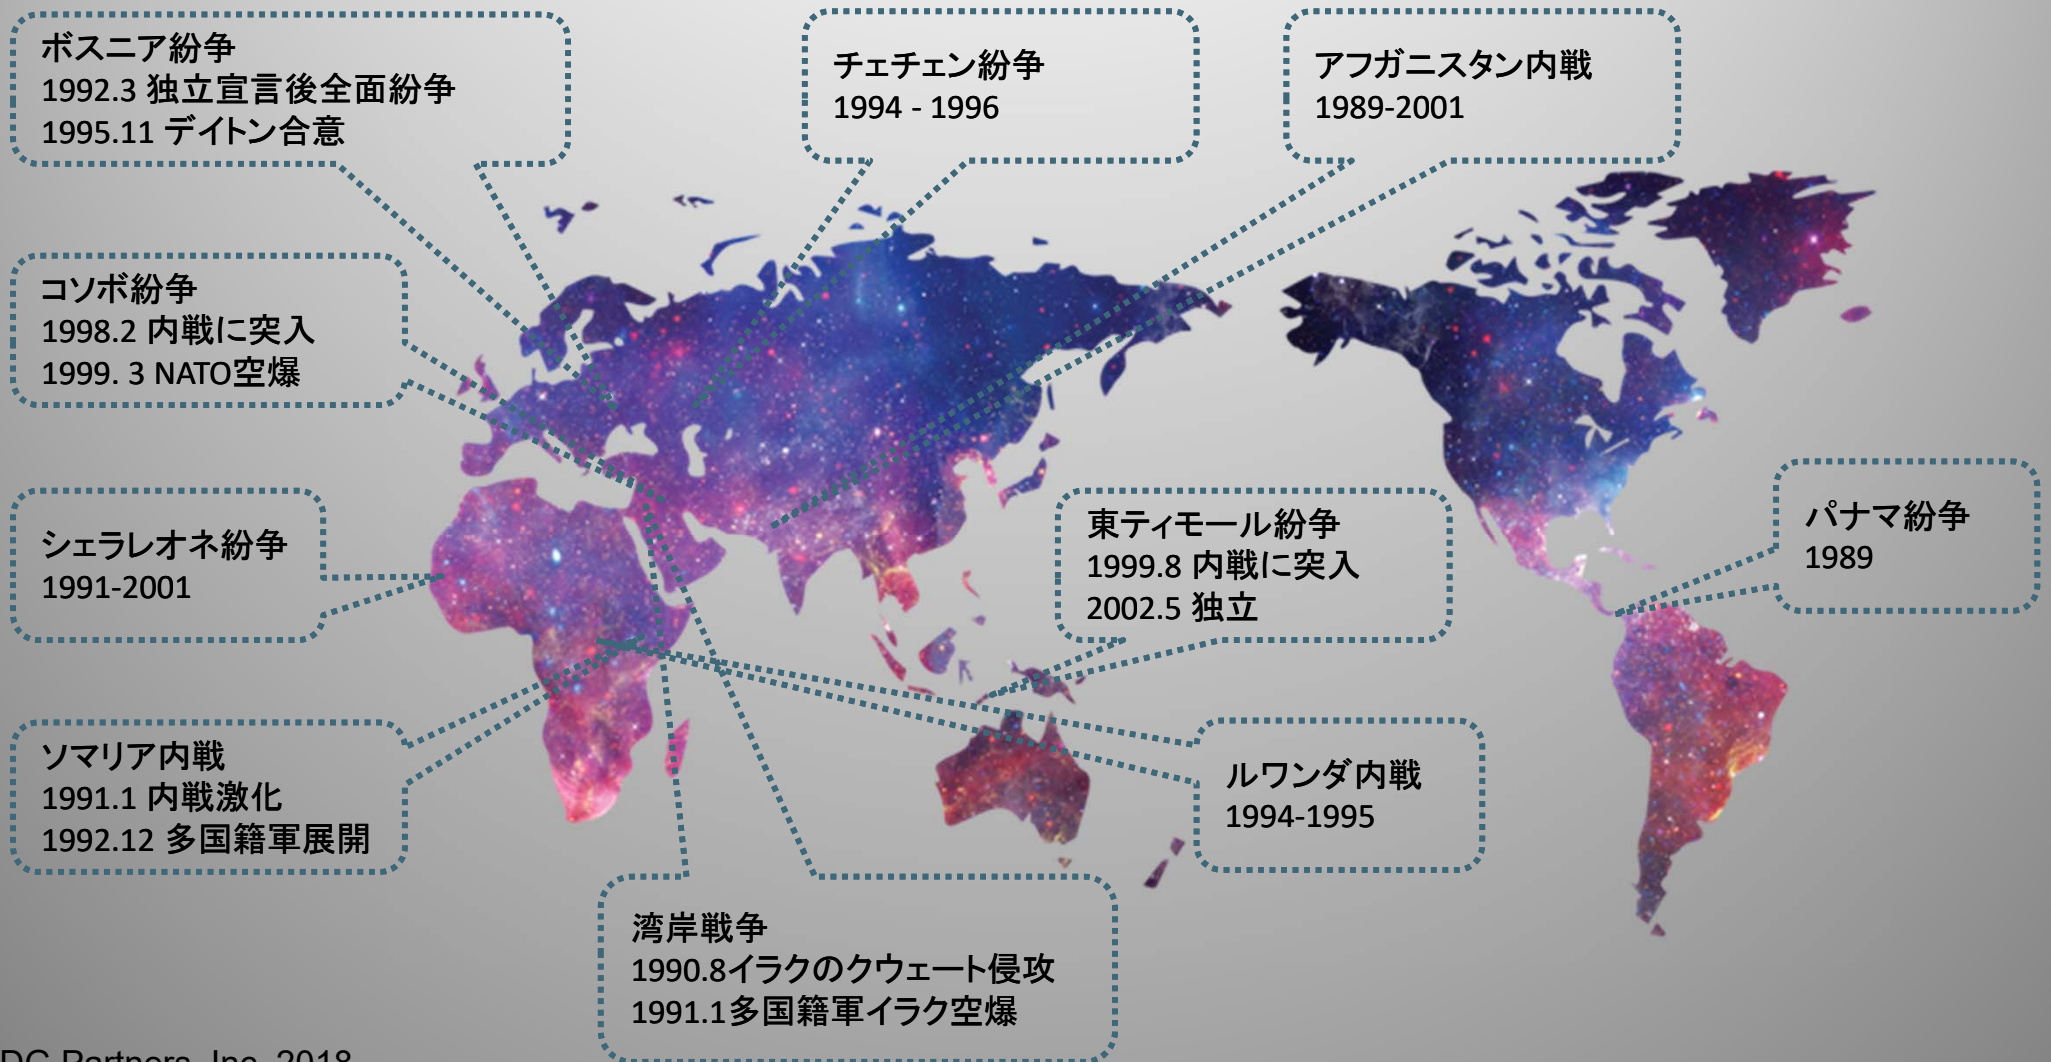 ボスニア紛争
1992.3 独立宣言後全面紛争
1995.11 デイトン合意
チェチェン紛争
1994 - 1996
アフガニスタン内戦
1989-2001
コソボ紛争
1998.2 内戦に突入
1999. 3 NATO空爆
シェラレオネ紛争
1991-2001
東ティモール紛争
1999.8 内戦に突入
2002.5 独立
パナマ紛争
1989
ソマリア内戦
1991.1 内戦激化
1992.12 多国籍軍展開
ルワンダ内戦
1994-1995
湾岸戦争
1990.8イラクのクウェート侵攻
1991.1多国籍軍イラク空爆
Partners, Inc. 2018